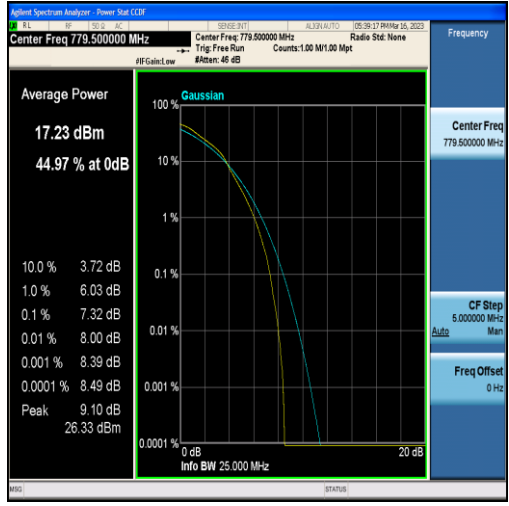 Agilent Spectrum Analyzer - Power Stat CCDF
RL RF 50 Ω AC SENSE:INT ALIGN AUTO 05:39:17 PM Mar 16, 2023
Center Freq 779.500000 MHz
Center Freq: 779.500000 MHz Radio Std: None
Trig: Free Run Counts:1.00 M/1.00 Mpt
#IFGain:Low #Atten: 46 dB
Frequency
Average Power
17.23 dBm
44.97 % at 0dB
10.0 % 3.72 dB
1.0 % 6.03 dB
0.1 % 7.32 dB
0.01 % 8.00 dB
0.001 % 8.39 dB
0.0001 % 8.49 dB
Peak 9.10 dB
26.33 dBm
Gaussian
100 %
10 %
1 %
0.1 %
0.01 %
0.001 %
0.0001 %
0 dB 20 dB
Info BW 25.000 MHz
Center Freq
779.500000 MHz
CF Step
5.000000 MHz
Auto Man
Freq Offset
0 Hz
MSG STATUS